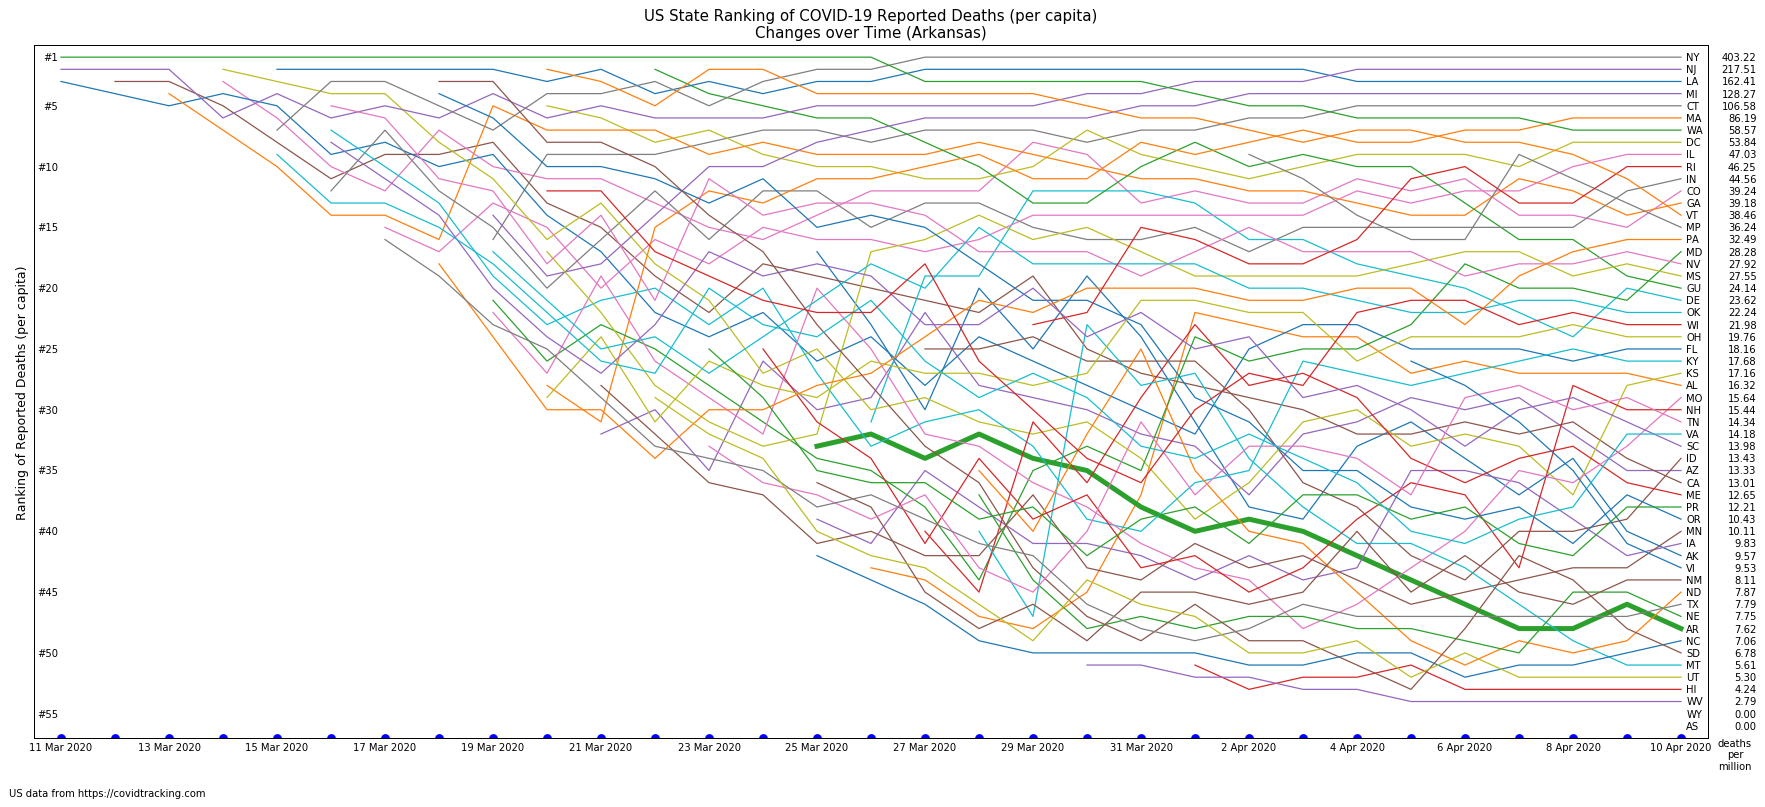 US State Ranking of COVID-19 Reported Deaths (per capita)
Changes over Time (Arkansas)
Ranking of Reported Deaths (per capita)
#1
#5
#10
#15
#20
#25
#30
#35
#40
#45
#50
#55
NY 403.22
NJ 217.51
LA 162.41
MI 128.27
CT 106.58
MA 86.19
WA 58.57
DC 53.84
IL 47.03
RI 46.25
IN 44.56
CO 39.24
GA 39.18
VT 38.46
MP 36.24
PA 32.49
MD 28.28
NV 27.92
MS 27.55
GU 24.14
DE 23.62
OK 22.24
WI 21.98
OH 19.76
FL 18.16
KY 17.68
KS 17.16
AL 16.32
MO 15.64
NH 15.44
TN 14.34
VA 14.18
SC 13.98
ID 13.43
AZ 13.33
CA 13.01
ME 12.65
PR 12.21
OR 10.43
MN 10.11
IA 9.83
AK 9.57
VI 9.53
NM 8.11
ND 7.87
TX 7.79
NE 7.75
AR 7.62
NC 7.06
SD 6.78
MT 5.61
UT 5.30
HI 4.24
WV 2.79
WY 0.00
AS 0.00
11 Mar 2020 13 Mar 2020 15 Mar 2020 17 Mar 2020 19 Mar 2020 21 Mar 2020 23 Mar 2020 25 Mar 2020 27 Mar 2020 29 Mar 2020 31 Mar 2020 2 Apr 2020 4 Apr 2020 6 Apr 2020 8 Apr 2020 10 Apr 2020
deaths
per
million
US data from https://covidtracking.com